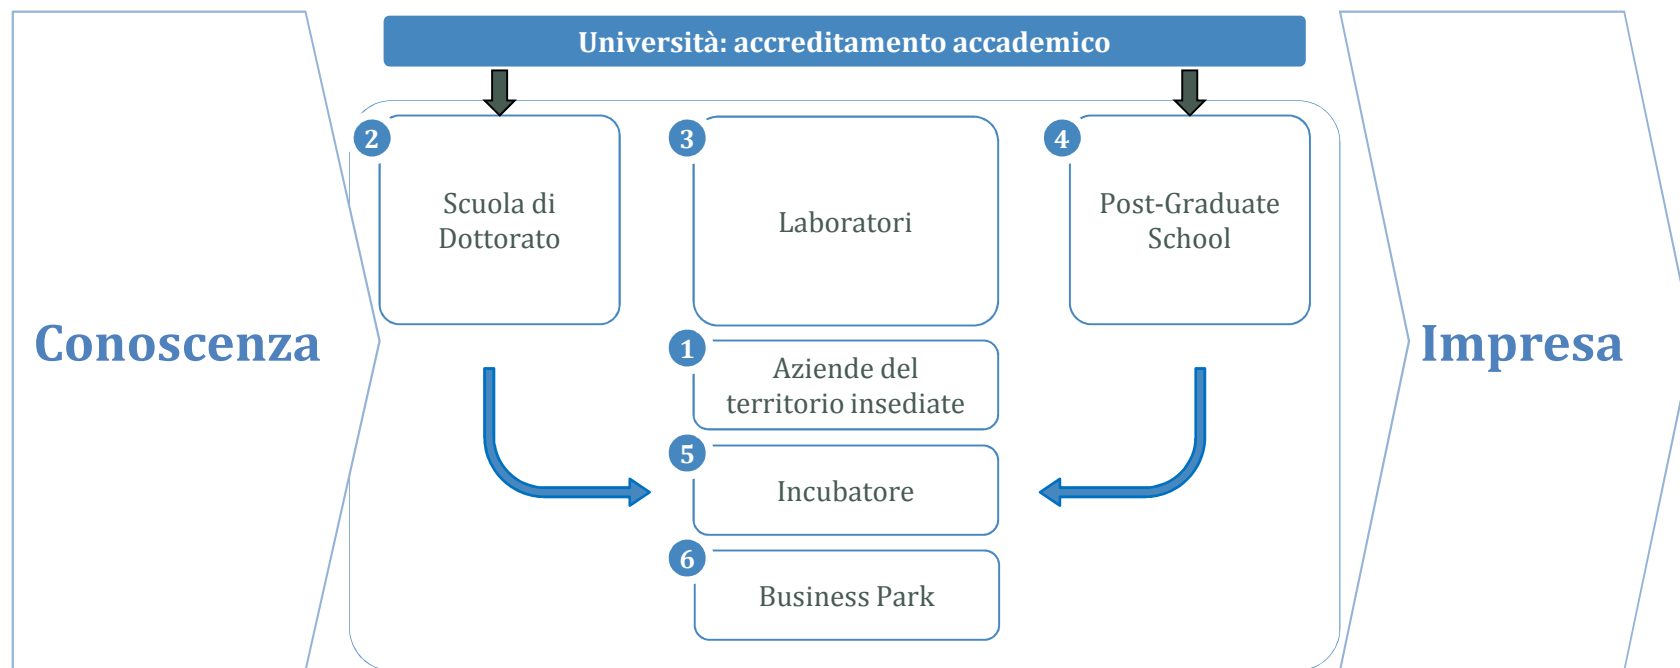 Università: accreditamento accademico
2
Scuola di
Dottorato
3
Laboratori
4
Post-Graduate
School
Conoscenza
1
Aziende del
territorio insediate
Impresa
5
Incubatore
6
Business Park